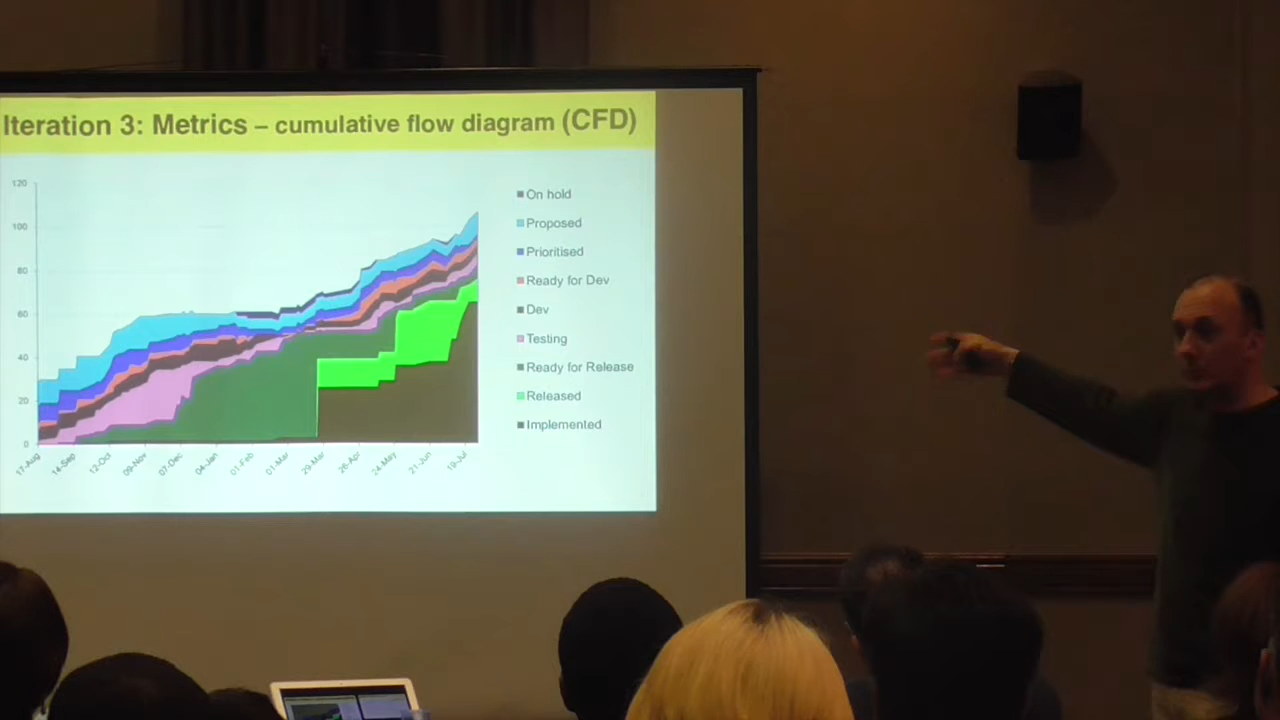 Iteration 3: Metrics – cumulative flow diagram (CFD)
120
100
80
60
40
20
0
17-Aug
14-Sep
12-Oct
09-Nov
07-Dec
04-Jan
01-Feb
01-Mar
29-Mar
26-Apr
24-May
21-Jun
19-Jul
On hold
Proposed
Prioritised
Ready for Dev
Dev
Testing
Ready for Release
Released
Implemented